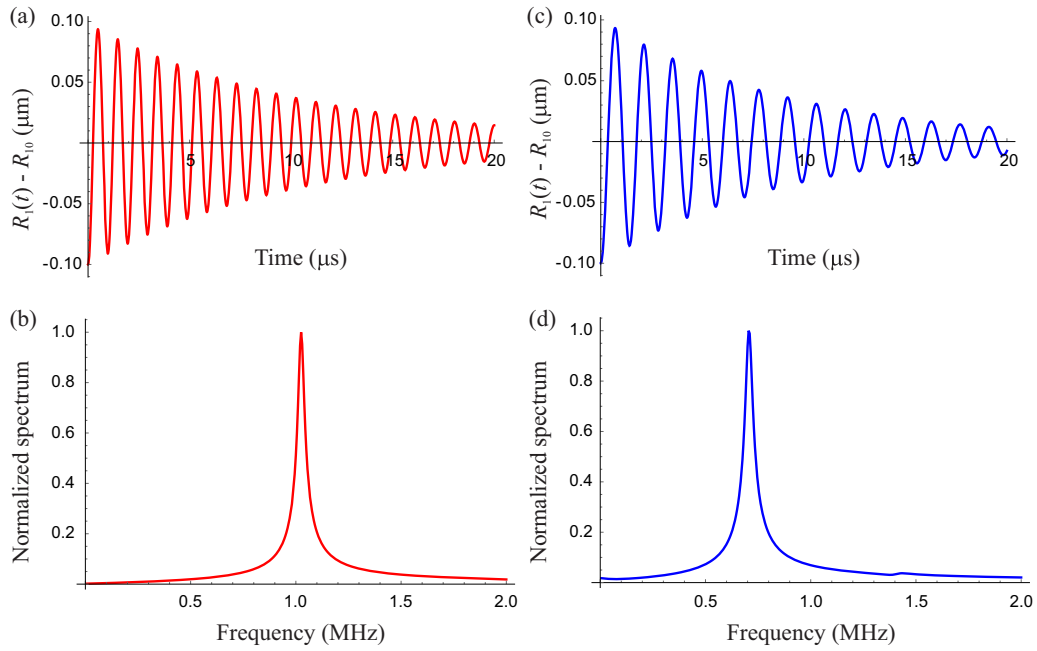 (a)
0.10
0.05
-0.05
-0.10
5
10
15
20
R₁(t) - R₁₀ (μm)
Time (μs)
(c)
0.10
0.05
-0.05
-0.10
5
10
15
20
R₁(t) - R₁₀ (μm)
Time (μs)
(b)
1.0
0.8
0.6
0.4
0.2
0.5
1.0
1.5
2.0
Normalized spectrum
Frequency (MHz)
(d)
1.0
0.8
0.6
0.4
0.2
0.5
1.0
1.5
2.0
Normalized spectrum
Frequency (MHz)